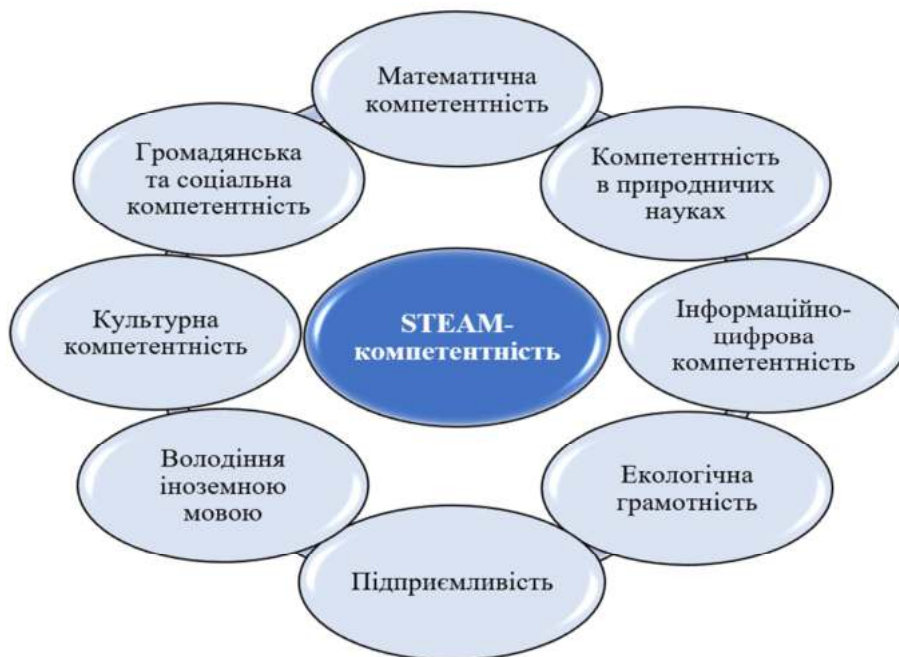 Математична
компетентність
Компетентність
в природничих
науках
Інформаційно-
цифрова
компетентність
Екологічна
грамотність
Підприємливість
Володіння
іноземною
мовою
Культурна
компетентність
Громадянська
та соціальна
компетентність
STEAM-
компетентність